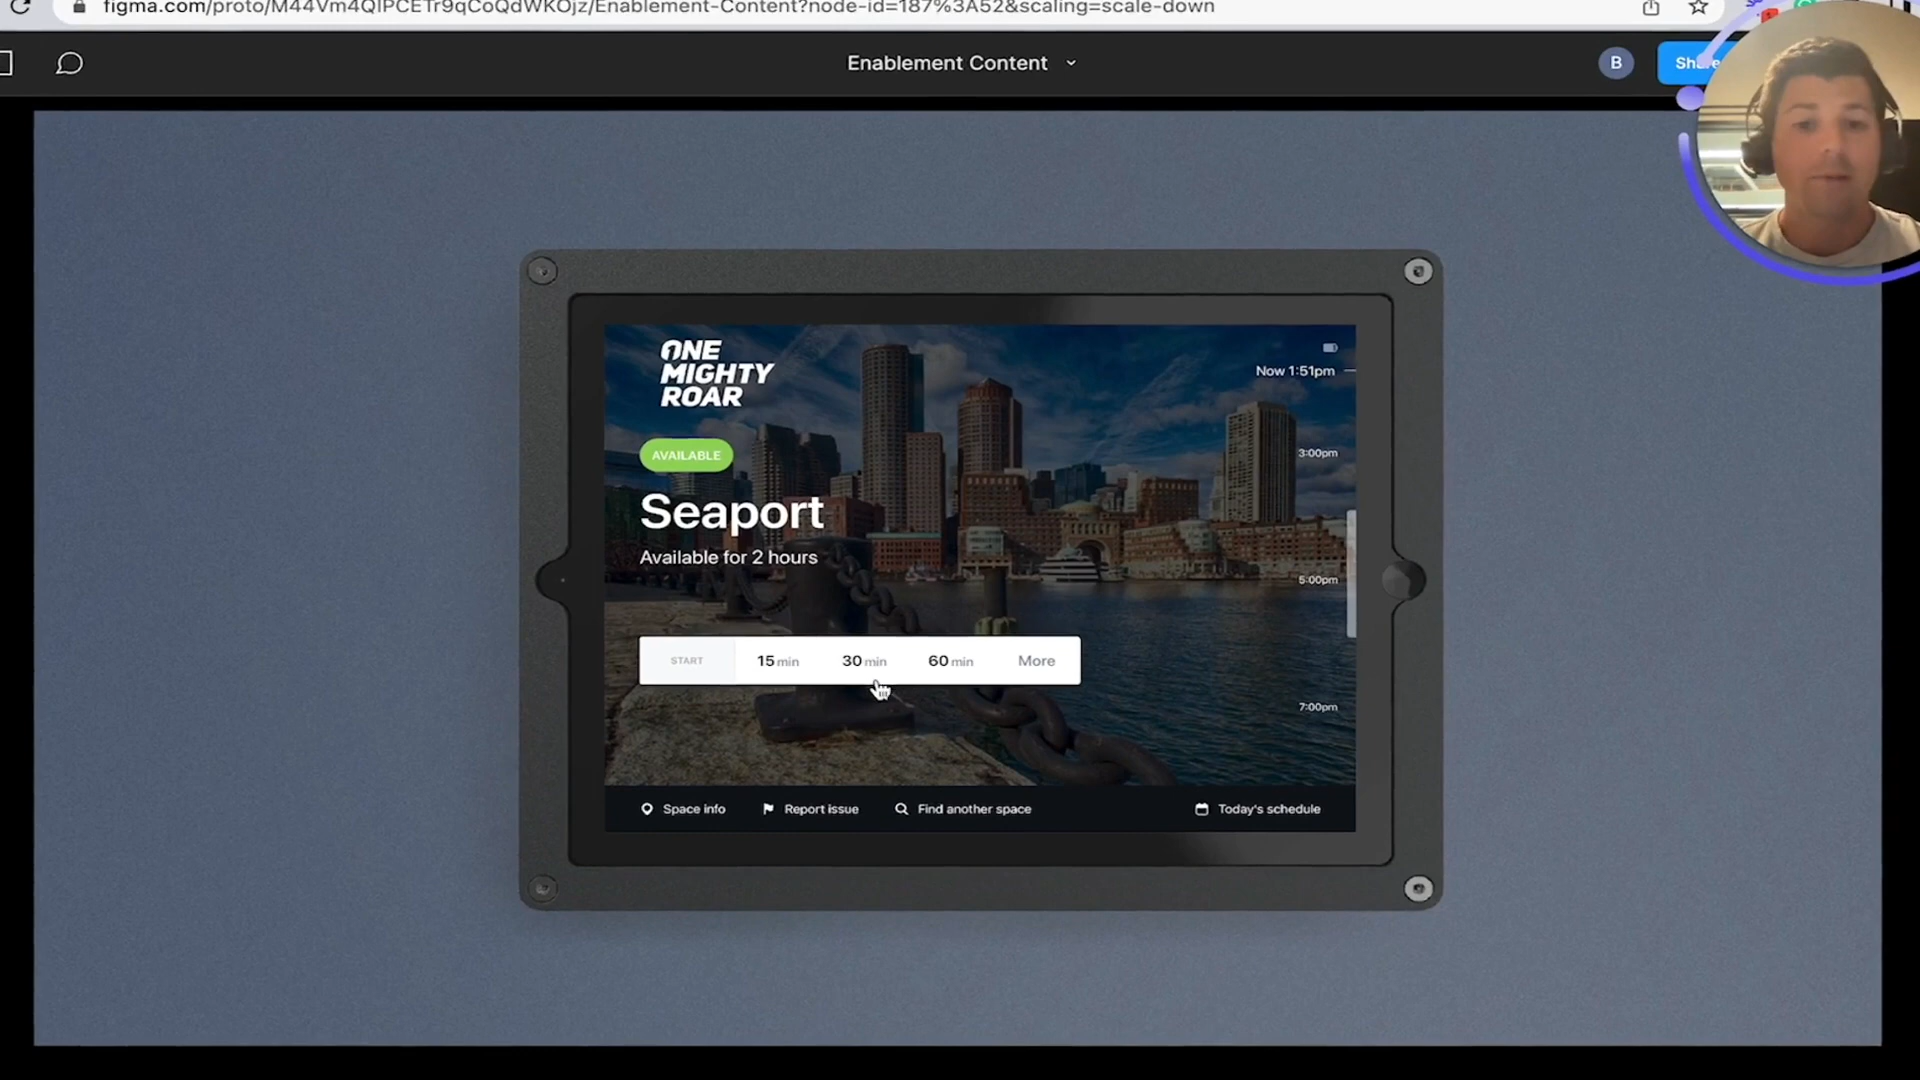 figma.com/proto/M44Vm4QlPCETr9qCoQdWKOjz/Enablement-Content?node-id=187%3A52&scaling=scale-down
Enablement Content
B
Share
ONE
MIGHTY
ROAR
Now 1:51pm
AVAILABLE
3:00pm
Seaport
Available for 2 hours
5:00pm
START 15 min 30 min 60 min More
7:00pm
Space info Report issue Find another space Today's schedule